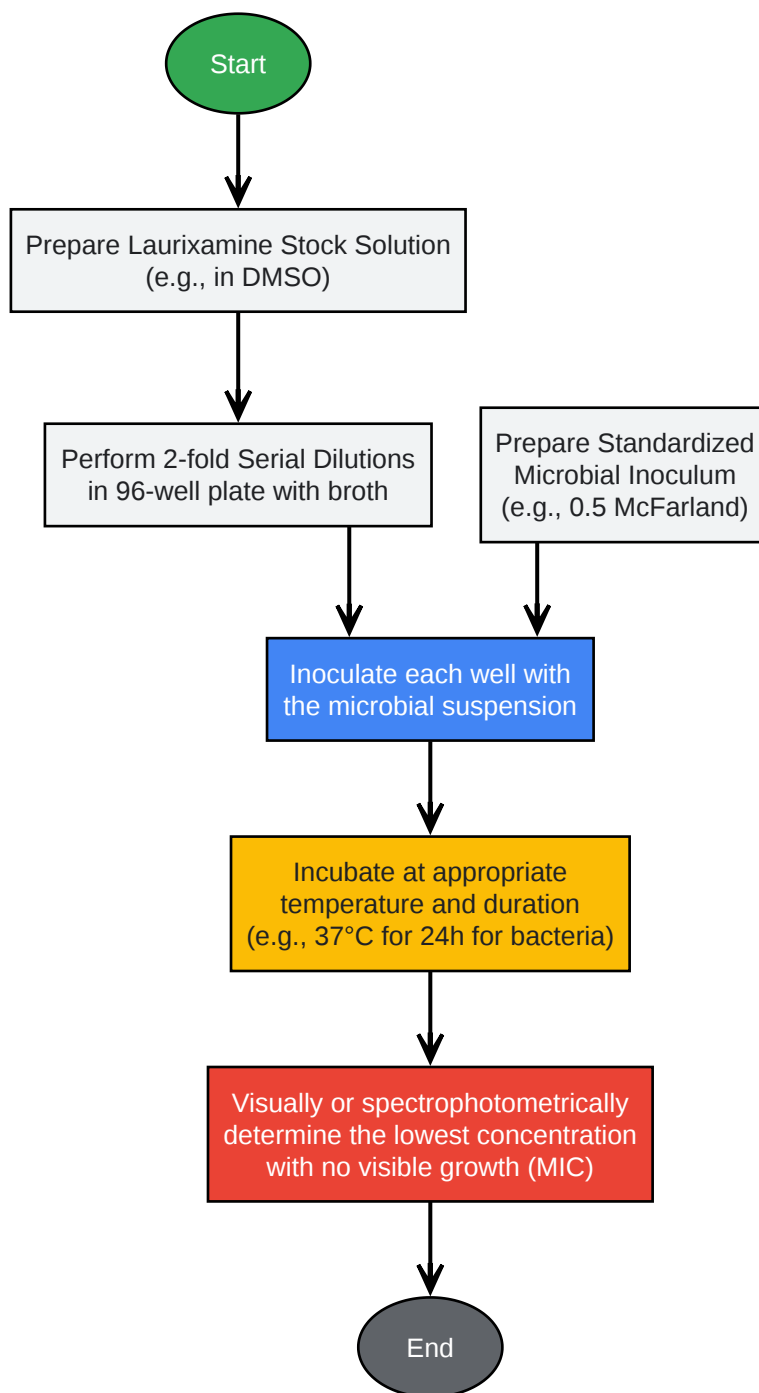 Start
Prepare Laurixamine Stock Solution
(e.g., in DMSO)
Perform 2-fold Serial Dilutions
in 96-well plate with broth
Prepare Standardized
Microbial Inoculum
(e.g., 0.5 McFarland)
Inoculate each well with
the microbial suspension
Incubate at appropriate
temperature and duration
(e.g., 37°C for 24h for bacteria)
Visually or spectrophotometrically
determine the lowest concentration
with no visible growth (MIC)
End